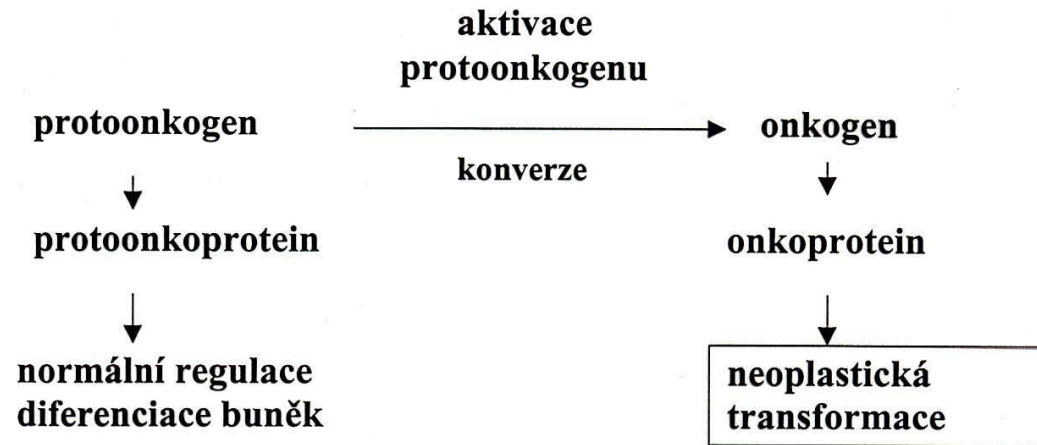 aktivace
protoonkogenu
protoonkogen
onkogen
konverze
protoonkoprotein
onkoprotein
normální regulace
diferenciace buněk
neoplastická
transformace